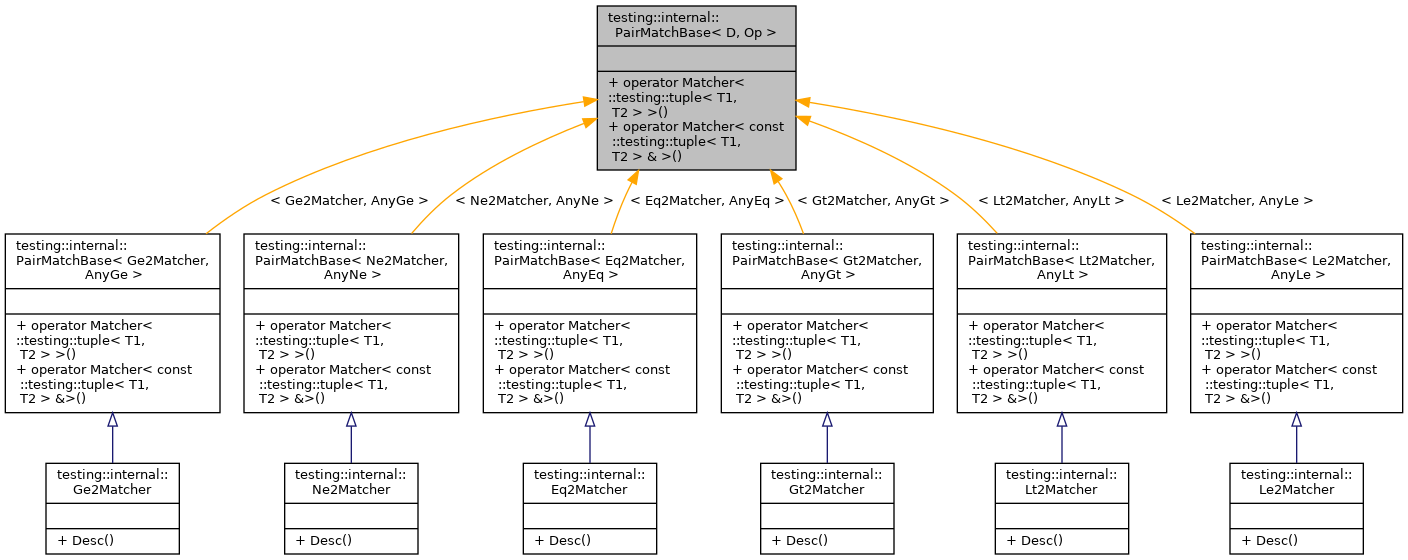 testing::internal::
PairMatchBase< D, Op >
+ operator Matcher<
::testing::tuple< T1,
T2 > >()
+ operator Matcher< const
::testing::tuple< T1,
T2 > & >()
< Ge2Matcher, AnyGe >
< Ne2Matcher, AnyNe >
< Eq2Matcher, AnyEq >
< Gt2Matcher, AnyGt >
< Lt2Matcher, AnyLt >
< Le2Matcher, AnyLe >
testing::internal::
PairMatchBase< Ge2Matcher,
AnyGe >
+ operator Matcher<
::testing::tuple< T1,
T2 > >()
+ operator Matcher< const
::testing::tuple< T1,
T2 > &>()
testing::internal::
PairMatchBase< Ne2Matcher,
AnyNe >
+ operator Matcher<
::testing::tuple< T1,
T2 > >()
+ operator Matcher< const
::testing::tuple< T1,
T2 > &>()
testing::internal::
PairMatchBase< Eq2Matcher,
AnyEq >
+ operator Matcher<
::testing::tuple< T1,
T2 > >()
+ operator Matcher< const
::testing::tuple< T1,
T2 > &>()
testing::internal::
PairMatchBase< Gt2Matcher,
AnyGt >
+ operator Matcher<
::testing::tuple< T1,
T2 > >()
+ operator Matcher< const
::testing::tuple< T1,
T2 > &>()
testing::internal::
PairMatchBase< Lt2Matcher,
AnyLt >
+ operator Matcher<
::testing::tuple< T1,
T2 > >()
+ operator Matcher< const
::testing::tuple< T1,
T2 > &>()
testing::internal::
PairMatchBase< Le2Matcher,
AnyLe >
+ operator Matcher<
::testing::tuple< T1,
T2 > >()
+ operator Matcher< const
::testing::tuple< T1,
T2 > &>()
testing::internal::
Ge2Matcher
+ Desc()
testing::internal::
Ne2Matcher
+ Desc()
testing::internal::
Eq2Matcher
+ Desc()
testing::internal::
Gt2Matcher
+ Desc()
testing::internal::
Lt2Matcher
+ Desc()
testing::internal::
Le2Matcher
+ Desc()